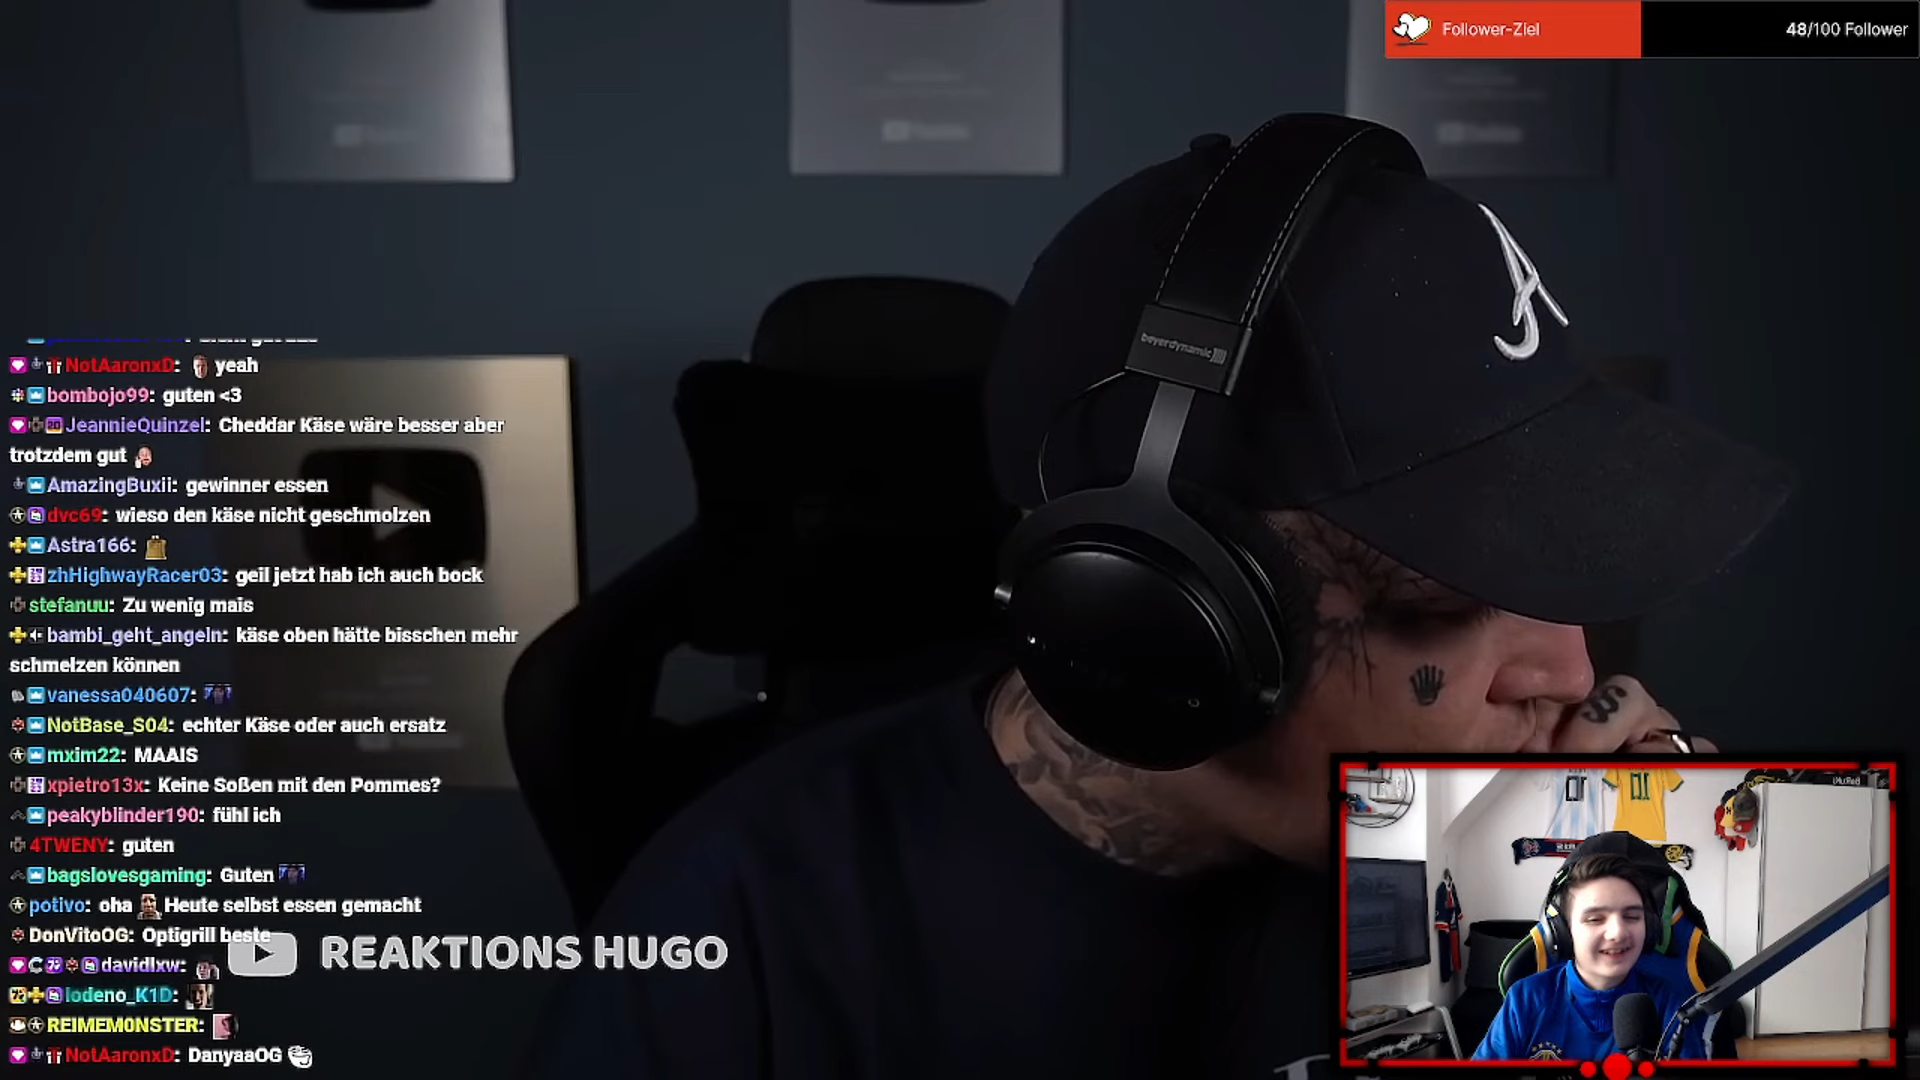 Follower-Ziel
48/100 Follower
beyerdynamic
NotAaronxD: yeah
bombojo99: guten <3
JeannieQuinzel: Cheddar Käse wäre besser aber
trotzdem gut
AmazingBuxii: gewinner essen
dvc69: wieso den käse nicht geschmolzen
Astra166:
zhHighwayRacer03: geil jetzt hab ich auch bock
stefanuu: Zu wenig mais
bambi_geht_angeln: käse oben hätte bisschen mehr
schmelzen können
vanessa040607:
NotBase_S04: echter Käse oder auch ersatz
mxim22: MAAIS
xpietro13x: Keine Soßen mit den Pommes?
peakyblinder190: fühl ich
4TWENY: guten
bagslovesgaming: Guten
potivo: oha Heute selbst essen gemacht
DonVitoOG: Optigrill beste
davidlxw:
REAKTIONS HUGO
lodeno_K1D:
REIMEM0NSTER:
NotAaronxD: DanyaaOG
10
10